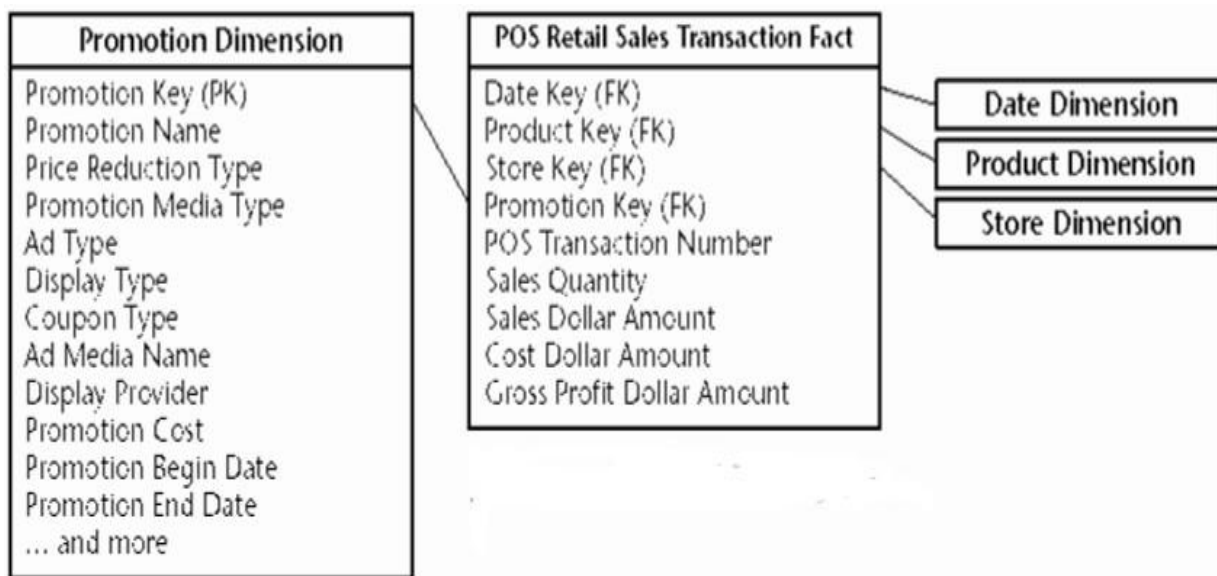 Promotion Dimension
Promotion Key (PK)
Promotion Name
Price Reduction Type
Promotion Media Type
Ad Type
Display Type
Coupon Type
Ad Media Name
Display Provider
Promotion Cost
Promotion Begin Date
Promotion End Date
... and more
POS Retail Sales Transaction Fact
Date Key (FK)
Product Key (FK)
Store Key (FK)
Promotion Key (FK)
POS Transaction Number
Sales Quantity
Sales Dollar Amount
Cost Dollar Amount
Gross Profit Dollar Amount
Date Dimension
Product Dimension
Store Dimension